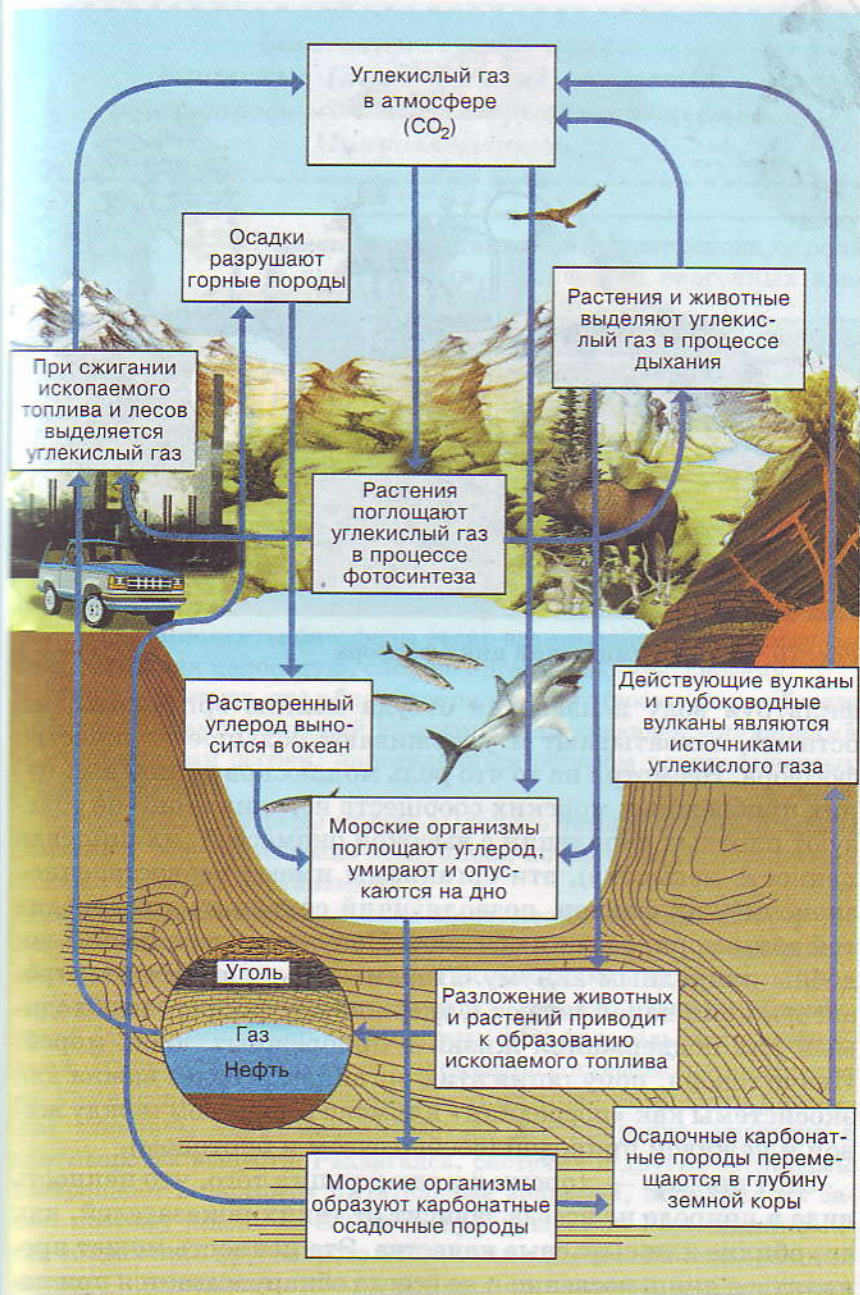 Углекислый газ
в атмосфере
(CO₂)
Осадки
разрушают
горные породы
Растения и животные
выделяют углекис-
лый газ в процессе
дыхания
При сжигании
ископаемого
топлива и лесов
выделяется
углекислый газ
Растения
поглощают
углекислый газ
в процессе
фотосинтеза
Растворенный
углерод выно-
сится в океан
Действующие вулканы
и глубоководные
вулканы являются
источниками
углекислого газа
Морские организмы
поглощают углерод,
умирают и опус-
каются на дно
Уголь
Газ
Нефть
Разложение животных
и растений приводит
к образованию
ископаемого топлива
Осадочные карбонат-
ные породы переме-
щаются в глубину
земной коры
Морские организмы
образуют карбонатные
осадочные породы